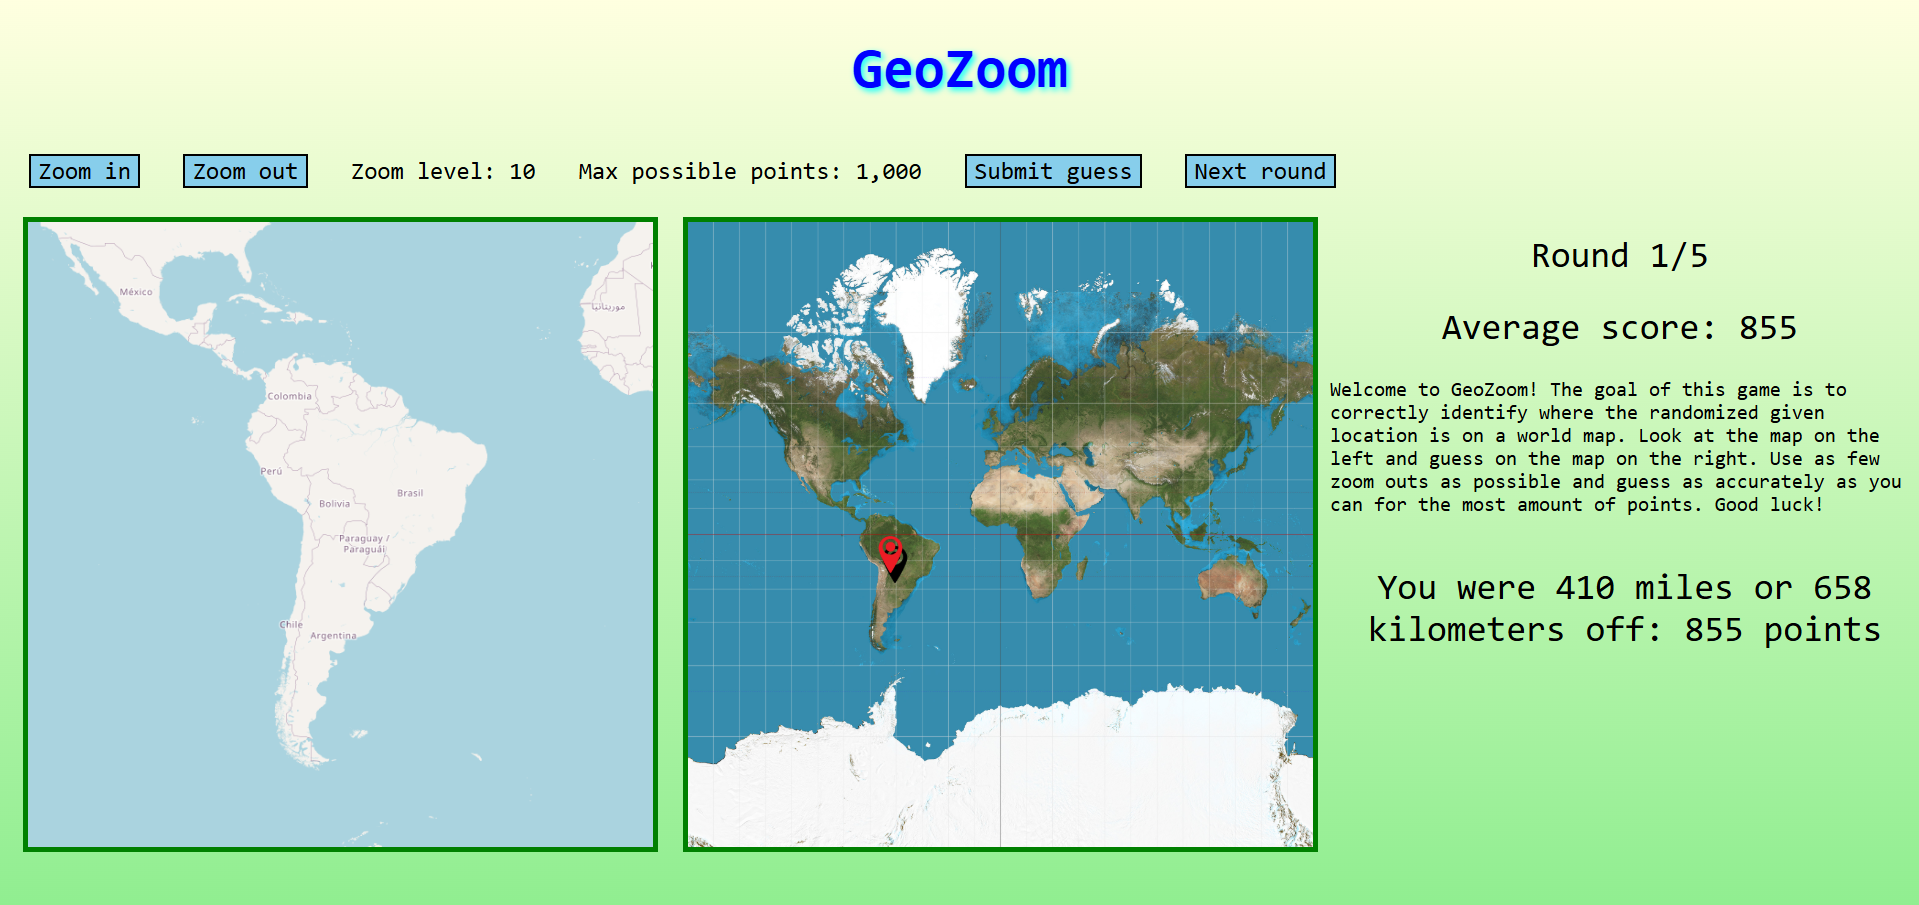 GeoZoom
Zoom in
Zoom out
Zoom level: 10
Max possible points: 1,000
Submit guess
Next round
México
موريتانيا
Colombia
Perú
Brasil
Bolivia
Paraguay /
Paraguái
Chile
Argentina
Round 1/5
Average score: 855
Welcome to GeoZoom! The goal of this game is to
correctly identify where the randomized given
location is on a world map. Look at the map on the
left and guess on the map on the right. Use as few
zoom outs as possible and guess as accurately as you
can for the most amount of points. Good luck!
You were 410 miles or 658
kilometers off: 855 points